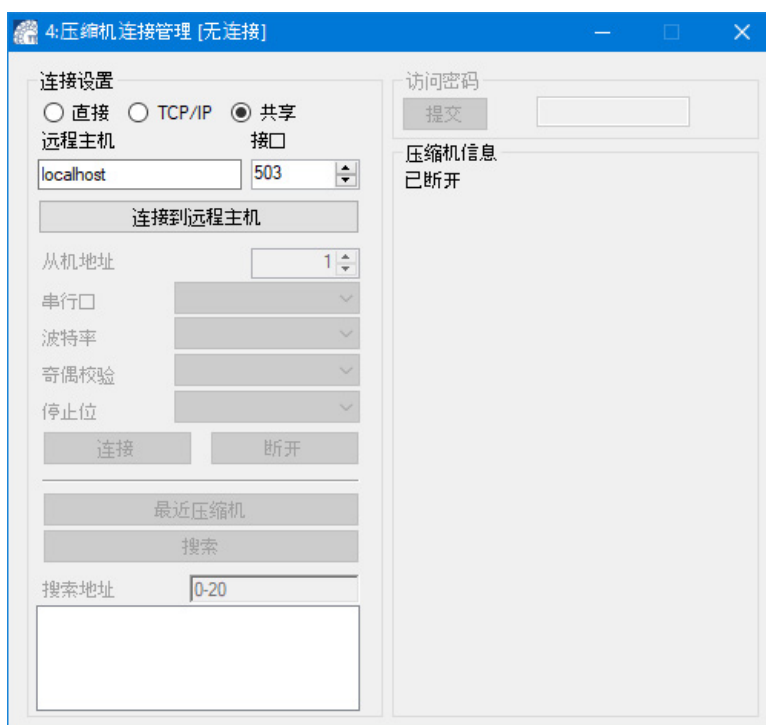 4:压缩机连接管理 [无连接]
连接设置
直接 TCP/IP 共享
远程主机 接口
localhost 503
连接到远程主机
从机地址 1
串行口
波特率
奇偶校验
停止位
连接 断开
最近压缩机
搜索
搜索地址 0-20
访问密码
提交
压缩机信息
已断开